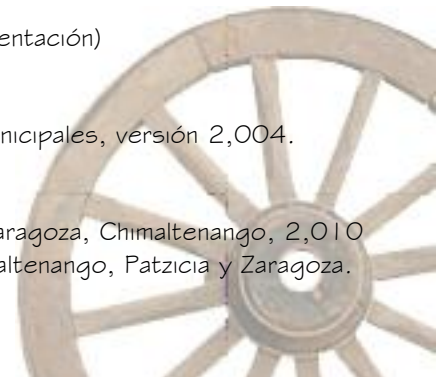 entación)
nicipales, versión 2,004.
aragoza, Chimaltenango, 2,010
altenango, Patzicia y Zaragoza.